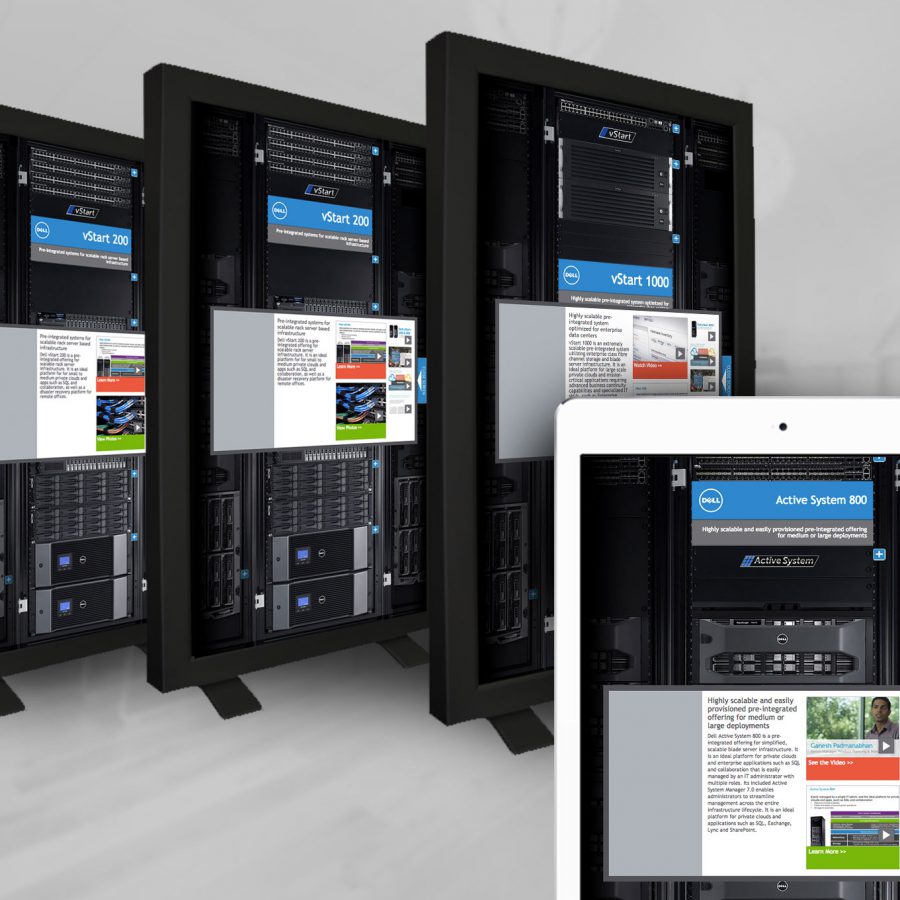 vStart
DELL
vStart 200
Pre-integrated systems for scalable rack server based
infrastructure
Pre-integrated systems for
scalable rack server based
infrastructure
Dell vStart 200 is a pre-
integrated offering for
scalable rack server
infrastructure. It is an ideal
platform for for small to
medium private clouds and
apps such as SQL and
collaboration, as well as a
disaster recovery platform for
remote offices.
Learn More >>
View Photos >>
DELL
vStart
DELL
vStart 200
Pre-integrated systems for scalable rack server based
infrastructure
Pre-integrated systems for
scalable rack server based
infrastructure
Dell vStart 200 is a pre-
integrated offering for
scalable rack server
infrastructure. It is an ideal
platform for for small to
medium private clouds and
apps such as SQL and
collaboration, as well as a
disaster recovery platform for
remote offices.
Learn More >>
View Photos >>
vStart
DELL
vStart 1000
Highly scalable pre-integrated system optimized for
Highly scalable pre-
integrated system
optimized for enterprise
data centers
vStart 1000 is an extremely
scalable pre-integrated system
utilizing enterprise class fibre
channel storage and blade
server infrastructure. It is an
ideal platform for large scale
private clouds and mission-
critical applications requiring
advanced business continuity
capabilities and specialized IT
skills, such as Enterprise
Watch Video >>
DELL
Active System 800
Highly scalable and easily provisioned pre-integrated offering
for medium or large deployments
Active System
DELL
Highly scalable and easily
provisioned pre-integrated
offering for medium or
large deployments
Dell Active System 800 is a pre-
integrated offering for simplified,
scalable blade server infrastructure. It
is an ideal platform for private clouds
and enterprise applications such as SQL
and collaboration that is easily
managed by an IT administrator with
multiple roles. Its included Active
System Manager 7.0 enables
administrators to streamline
management across the entire
infrastructure lifecycle. It is an ideal
platform for private clouds and
applications such as SQL, Exchange,
Lync and SharePoint.
Ganesh Padmanabhan
See the Video >>
Active System 800
Learn More >>
DELL